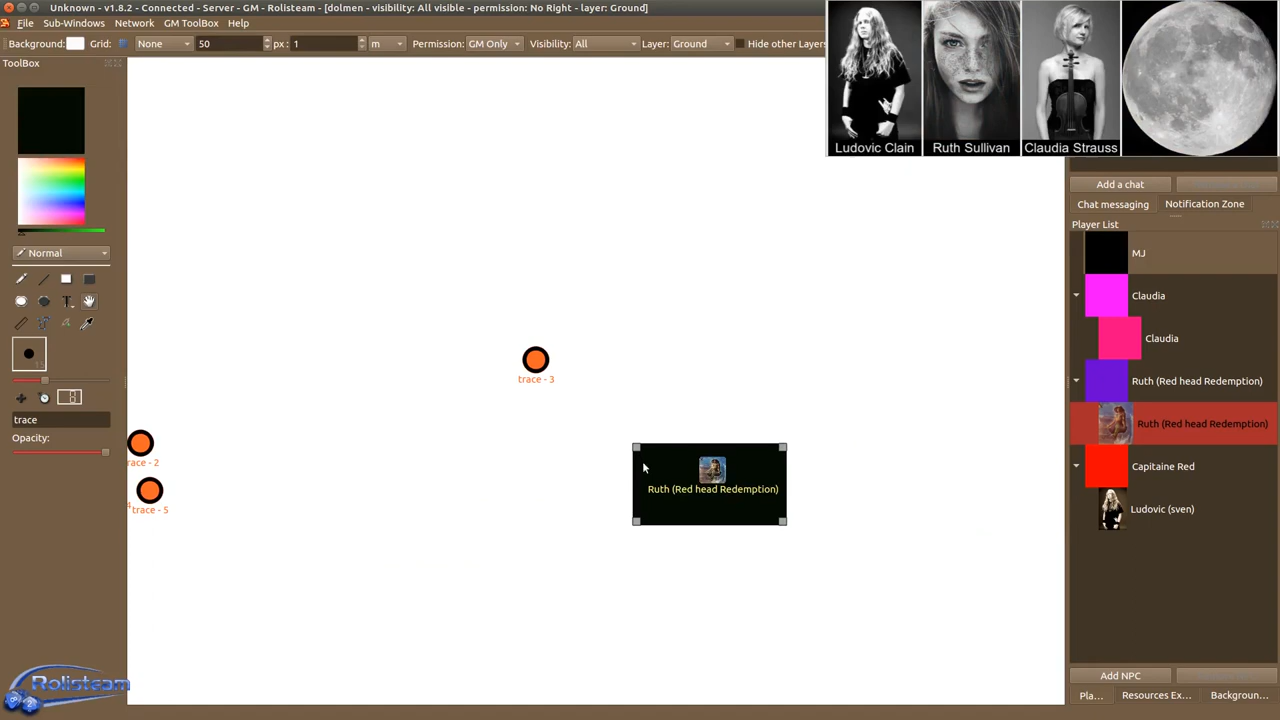 Unknown - v1.8.2 - Connected - Server - GM - Rolisteam - [dolmen - visibility: All visible - permission: No Right - layer: Ground]
File Sub-Windows Network GM ToolBox Help
Background: Grid: None 50 px : 1 m Permission: GM Only Visibility: All Layer: Ground Hide other Layers
ToolBox
Ludovic Clain Ruth Sullivan Claudia Strauss
Add a chat
Chat messaging Notification Zone
Player List
MJ
Claudia
Claudia
Ruth (Red head Redemption)
Ruth (Red head Redemption)
Capitaine Red
Ludovic (sven)
Normal
T
trace
Opacity:
trace - 3
race - 2
4
trace - 5
Ruth (Red head Redemption)
Add NPC
Pla... Resources Ex... Backgroun...
Rolisteam